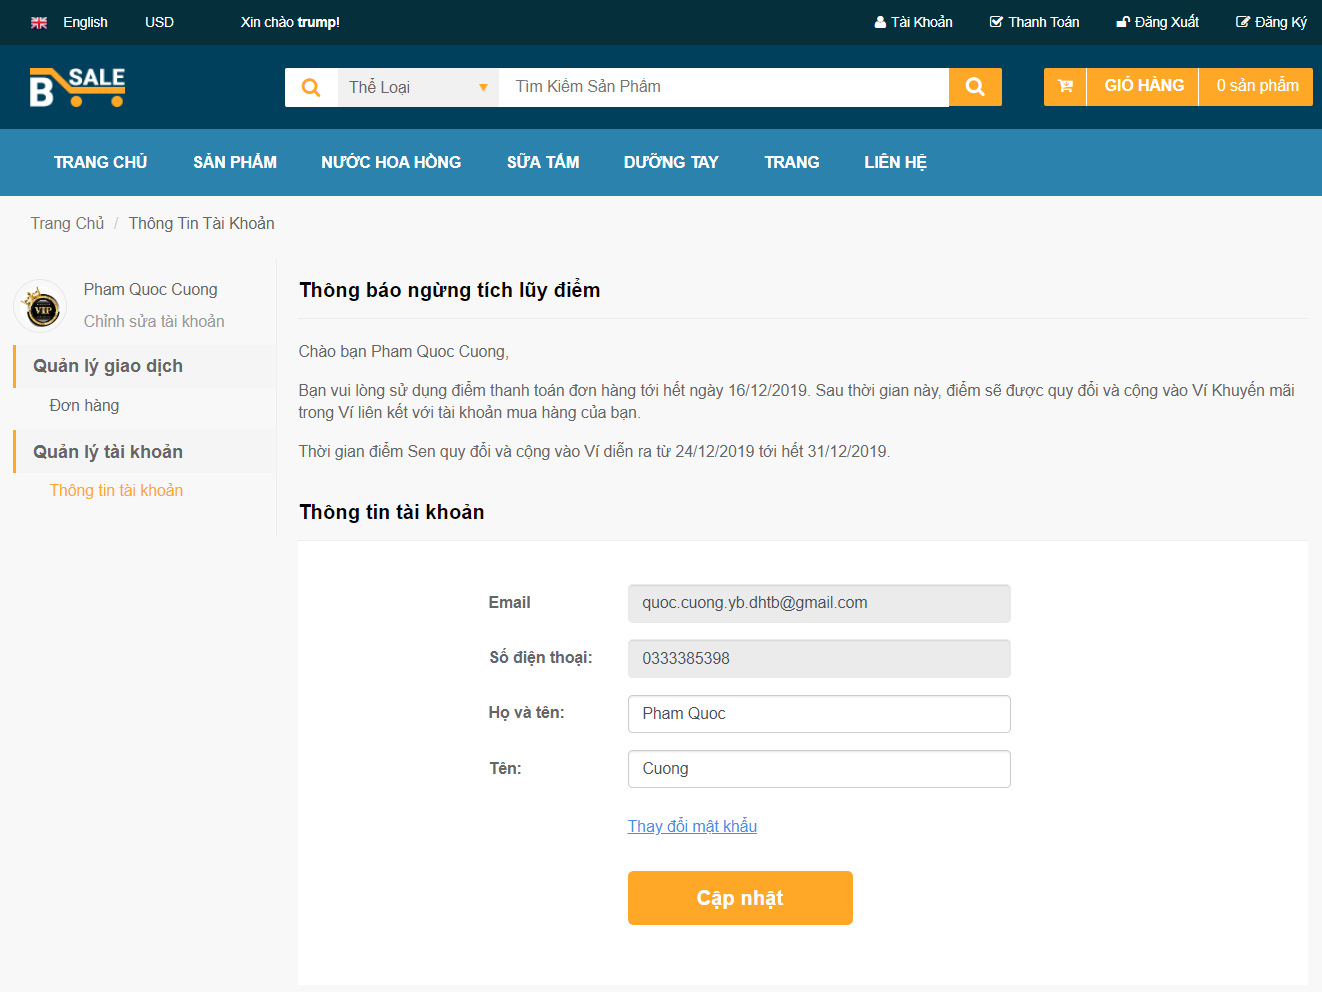 English USD Xin chào trump! Tài Khoản Thanh Toán Đăng Xuất Đăng Ký
B SALE
Thể Loại Tìm Kiếm Sản Phẩm GIỎ HÀNG 0 sản phẩm
TRANG CHỦ SẢN PHẨM NƯỚC HOA HỒNG SỮA TẮM DƯỠNG TAY TRANG LIÊN HỆ
Trang Chủ / Thông Tin Tài Khoản
VIP
Pham Quoc Cuong
Chỉnh sửa tài khoản
Quản lý giao dịch
Đơn hàng
Quản lý tài khoản
Thông tin tài khoản
Thông báo ngừng tích lũy điểm
Chào bạn Pham Quoc Cuong,
Bạn vui lòng sử dụng điểm thanh toán đơn hàng tới hết ngày 16/12/2019. Sau thời gian này, điểm sẽ được quy đổi và cộng vào Ví Khuyến mãi
trong Ví liên kết với tài khoản mua hàng của bạn.
Thời gian điểm Sen quy đổi và cộng vào Ví diễn ra từ 24/12/2019 tới hết 31/12/2019.
Thông tin tài khoản
Email quoc.cuong.yb.dhtb@gmail.com
Số điện thoại: 0333385398
Họ và tên: Pham Quoc
Tên: Cuong
Thay đổi mật khẩu
Cập nhật